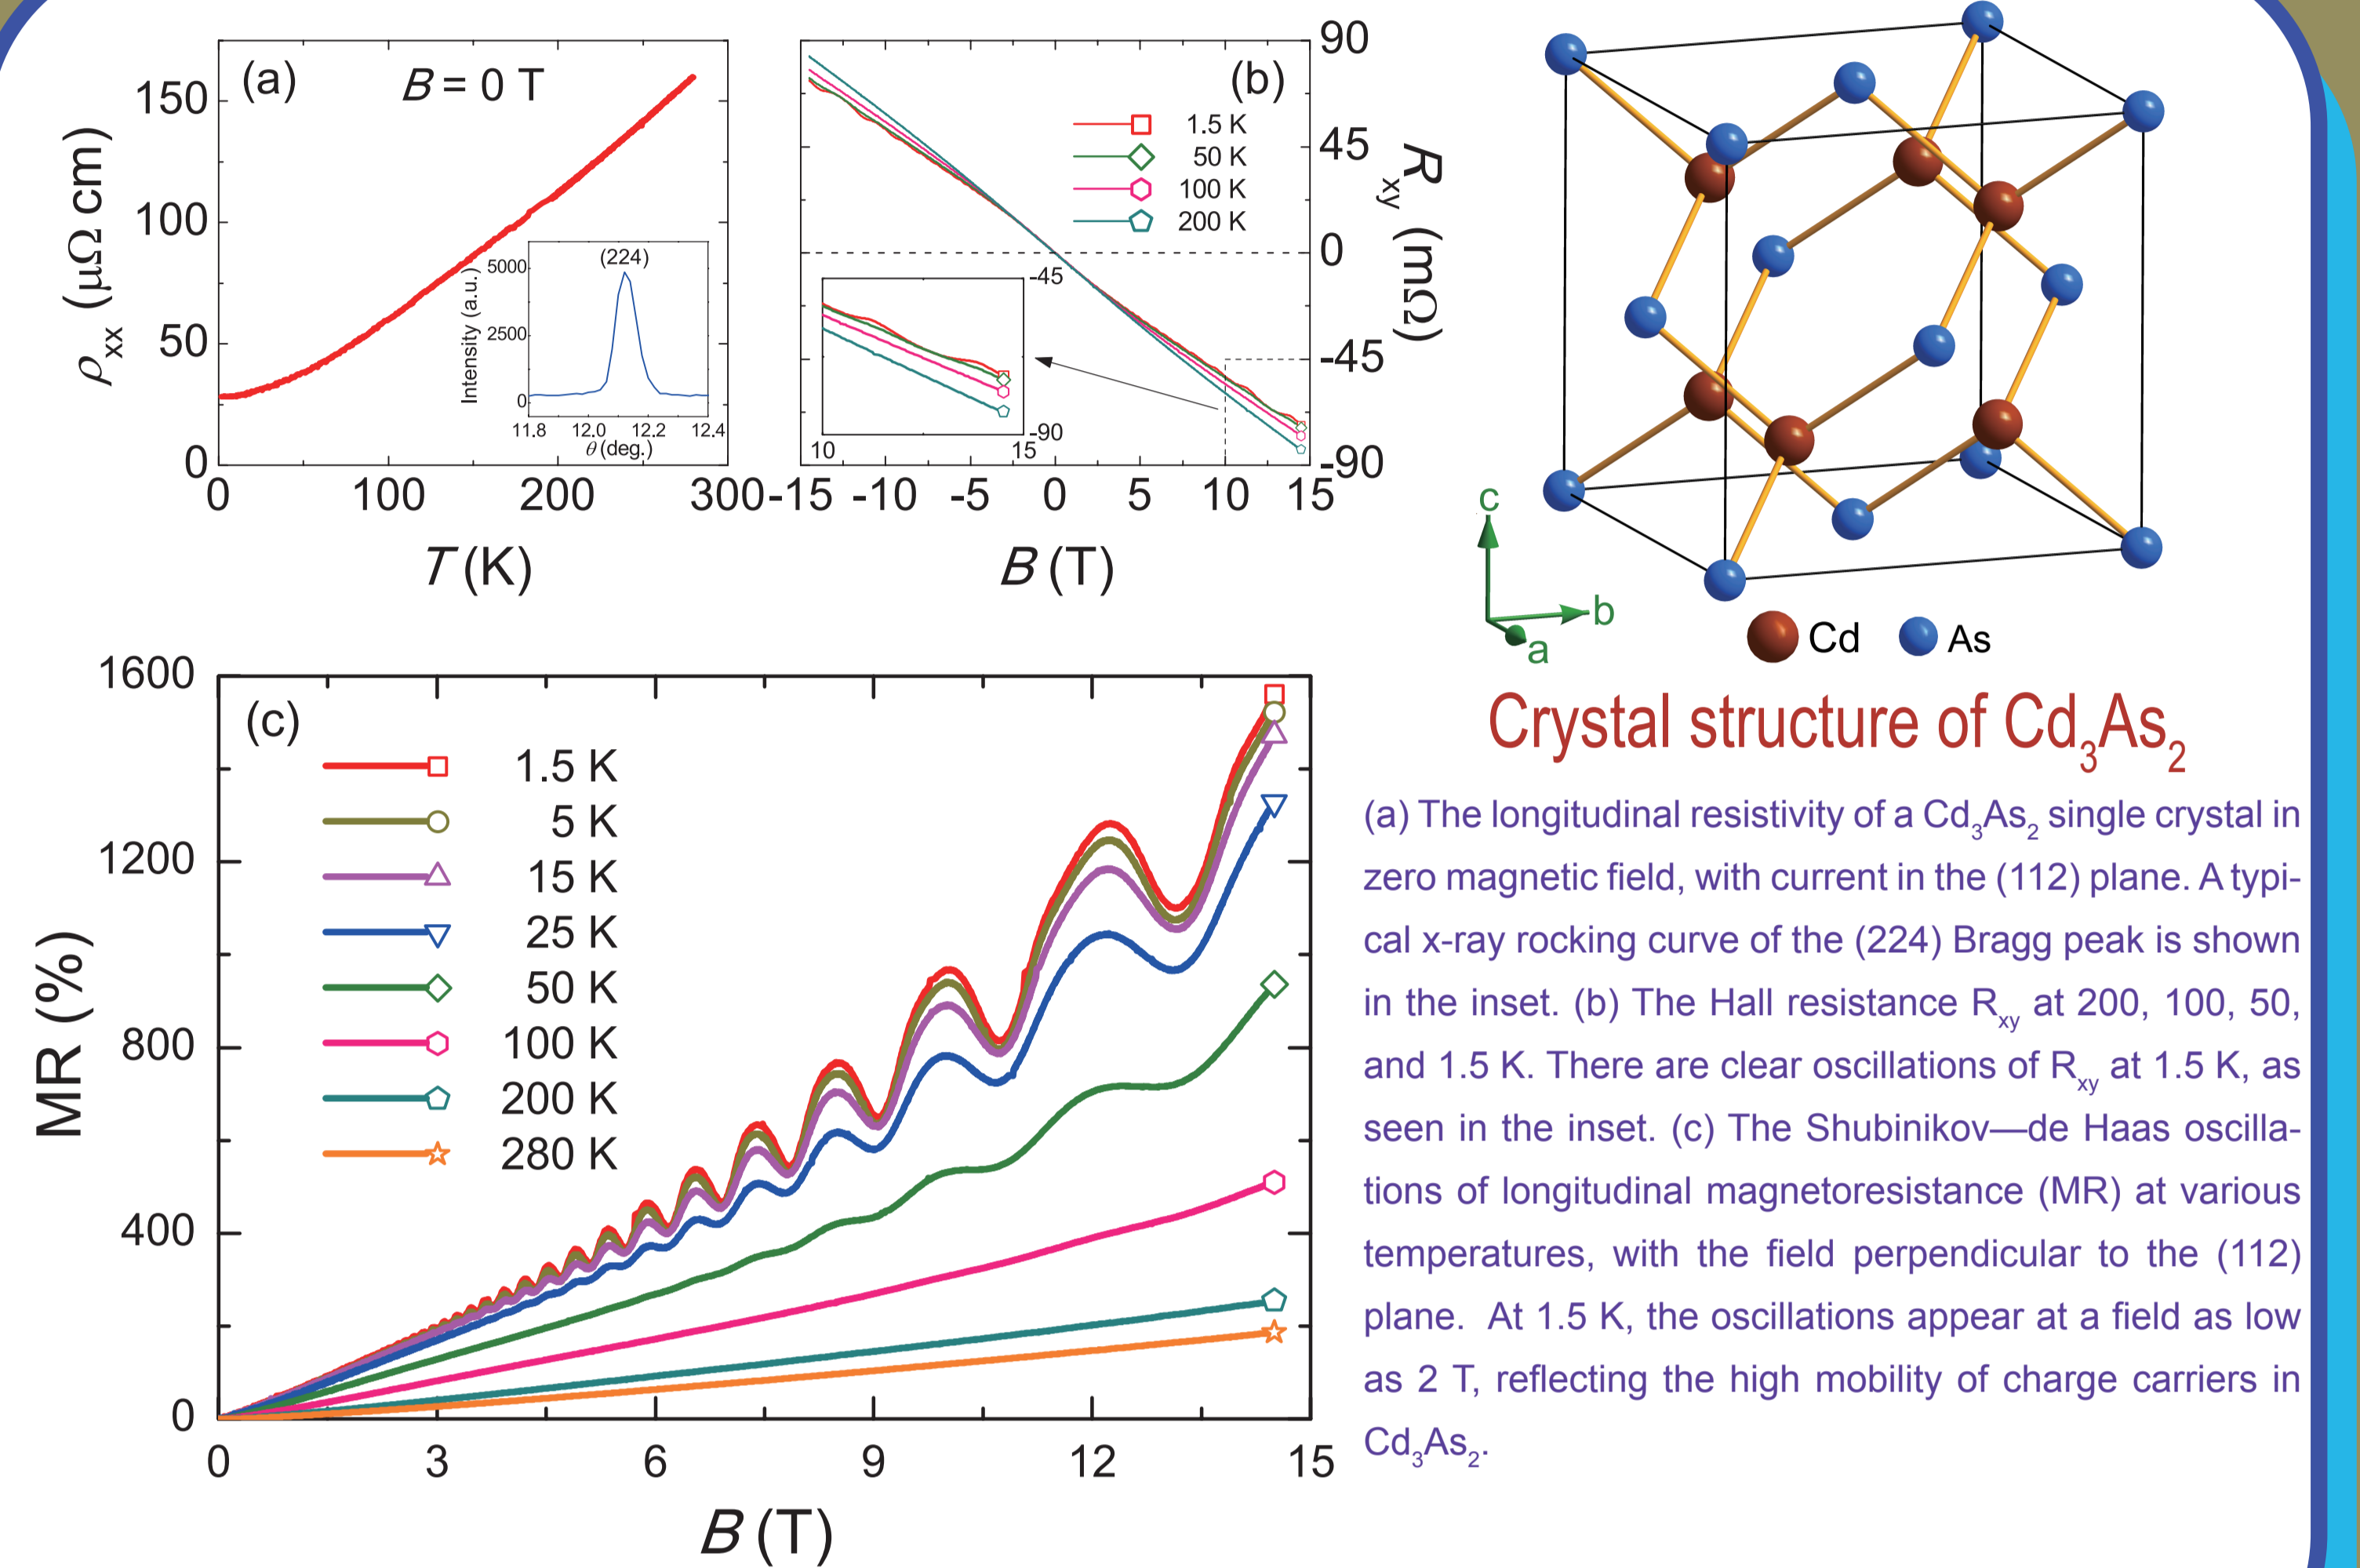 (a)
B = 0 T
150
100
50
0
ρxx (μΩ cm)
0 100 200 300
T (K)
(224)
5000
2500
0
Intensity (a.u.)
11.8 12.0 12.2 12.4
θ (deg.)
(b)
1.5 K
50 K
100 K
200 K
90
45
0
-45
-90
Rxy (mΩ)
-45
-90
10 15
-15 -10 -5 0 5 10 15
B (T)
c
b
a
Cd As
Crystal structure of Cd3As2
(c)
1600
1200
800
400
0
MR (%)
1.5 K
5 K
15 K
25 K
50 K
100 K
200 K
280 K
0 3 6 9 12 15
B (T)
(a) The longitudinal resistivity of a Cd3As2 single crystal in
zero magnetic field, with current in the (112) plane. A typi-
cal x-ray rocking curve of the (224) Bragg peak is shown
in the inset. (b) The Hall resistance Rxy at 200, 100, 50,
and 1.5 K. There are clear oscillations of Rxy at 1.5 K, as
seen in the inset. (c) The Shubinikov—de Haas oscilla-
tions of longitudinal magnetoresistance (MR) at various
temperatures, with the field perpendicular to the (112)
plane. At 1.5 K, the oscillations appear at a field as low
as 2 T, reflecting the high mobility of charge carriers in
Cd3As2.